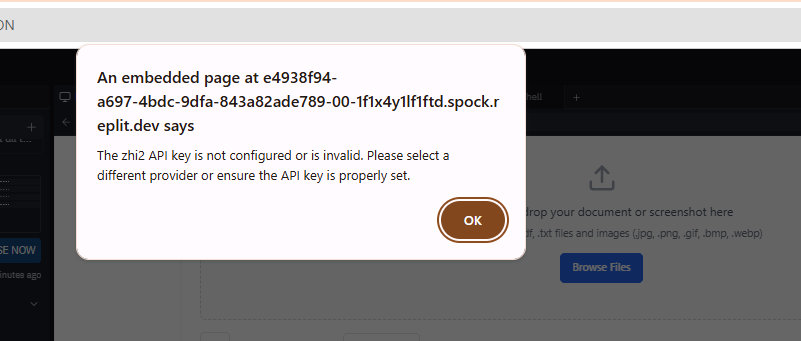 ON
An embedded page at e4938f94-
a697-4bdc-9dfa-843a82ade789-00-1f1x4y1lf1ftd.spock.r
eplit.dev says
The zhi2 API key is not configured or is invalid. Please select a
different provider or ensure the API key is properly set.
OK
hell
+
+
drop your document or screenshot here
df, .txt files and images (.jpg, .png, .gif, .bmp, .webp)
Browse Files
SE NOW
inutes ago